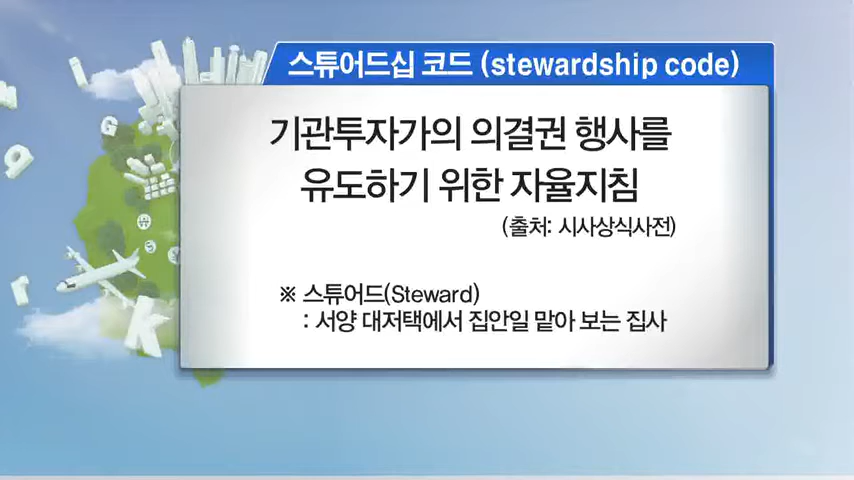 스튜어드십 코드 (stewardship code)
기관투자가의 의결권 행사를
유도하기 위한 자율지침
(출처: 시사상식사전)
※ 스튜어드(Steward)
: 서양 대저택에서 집안일 맡아 보는 집사